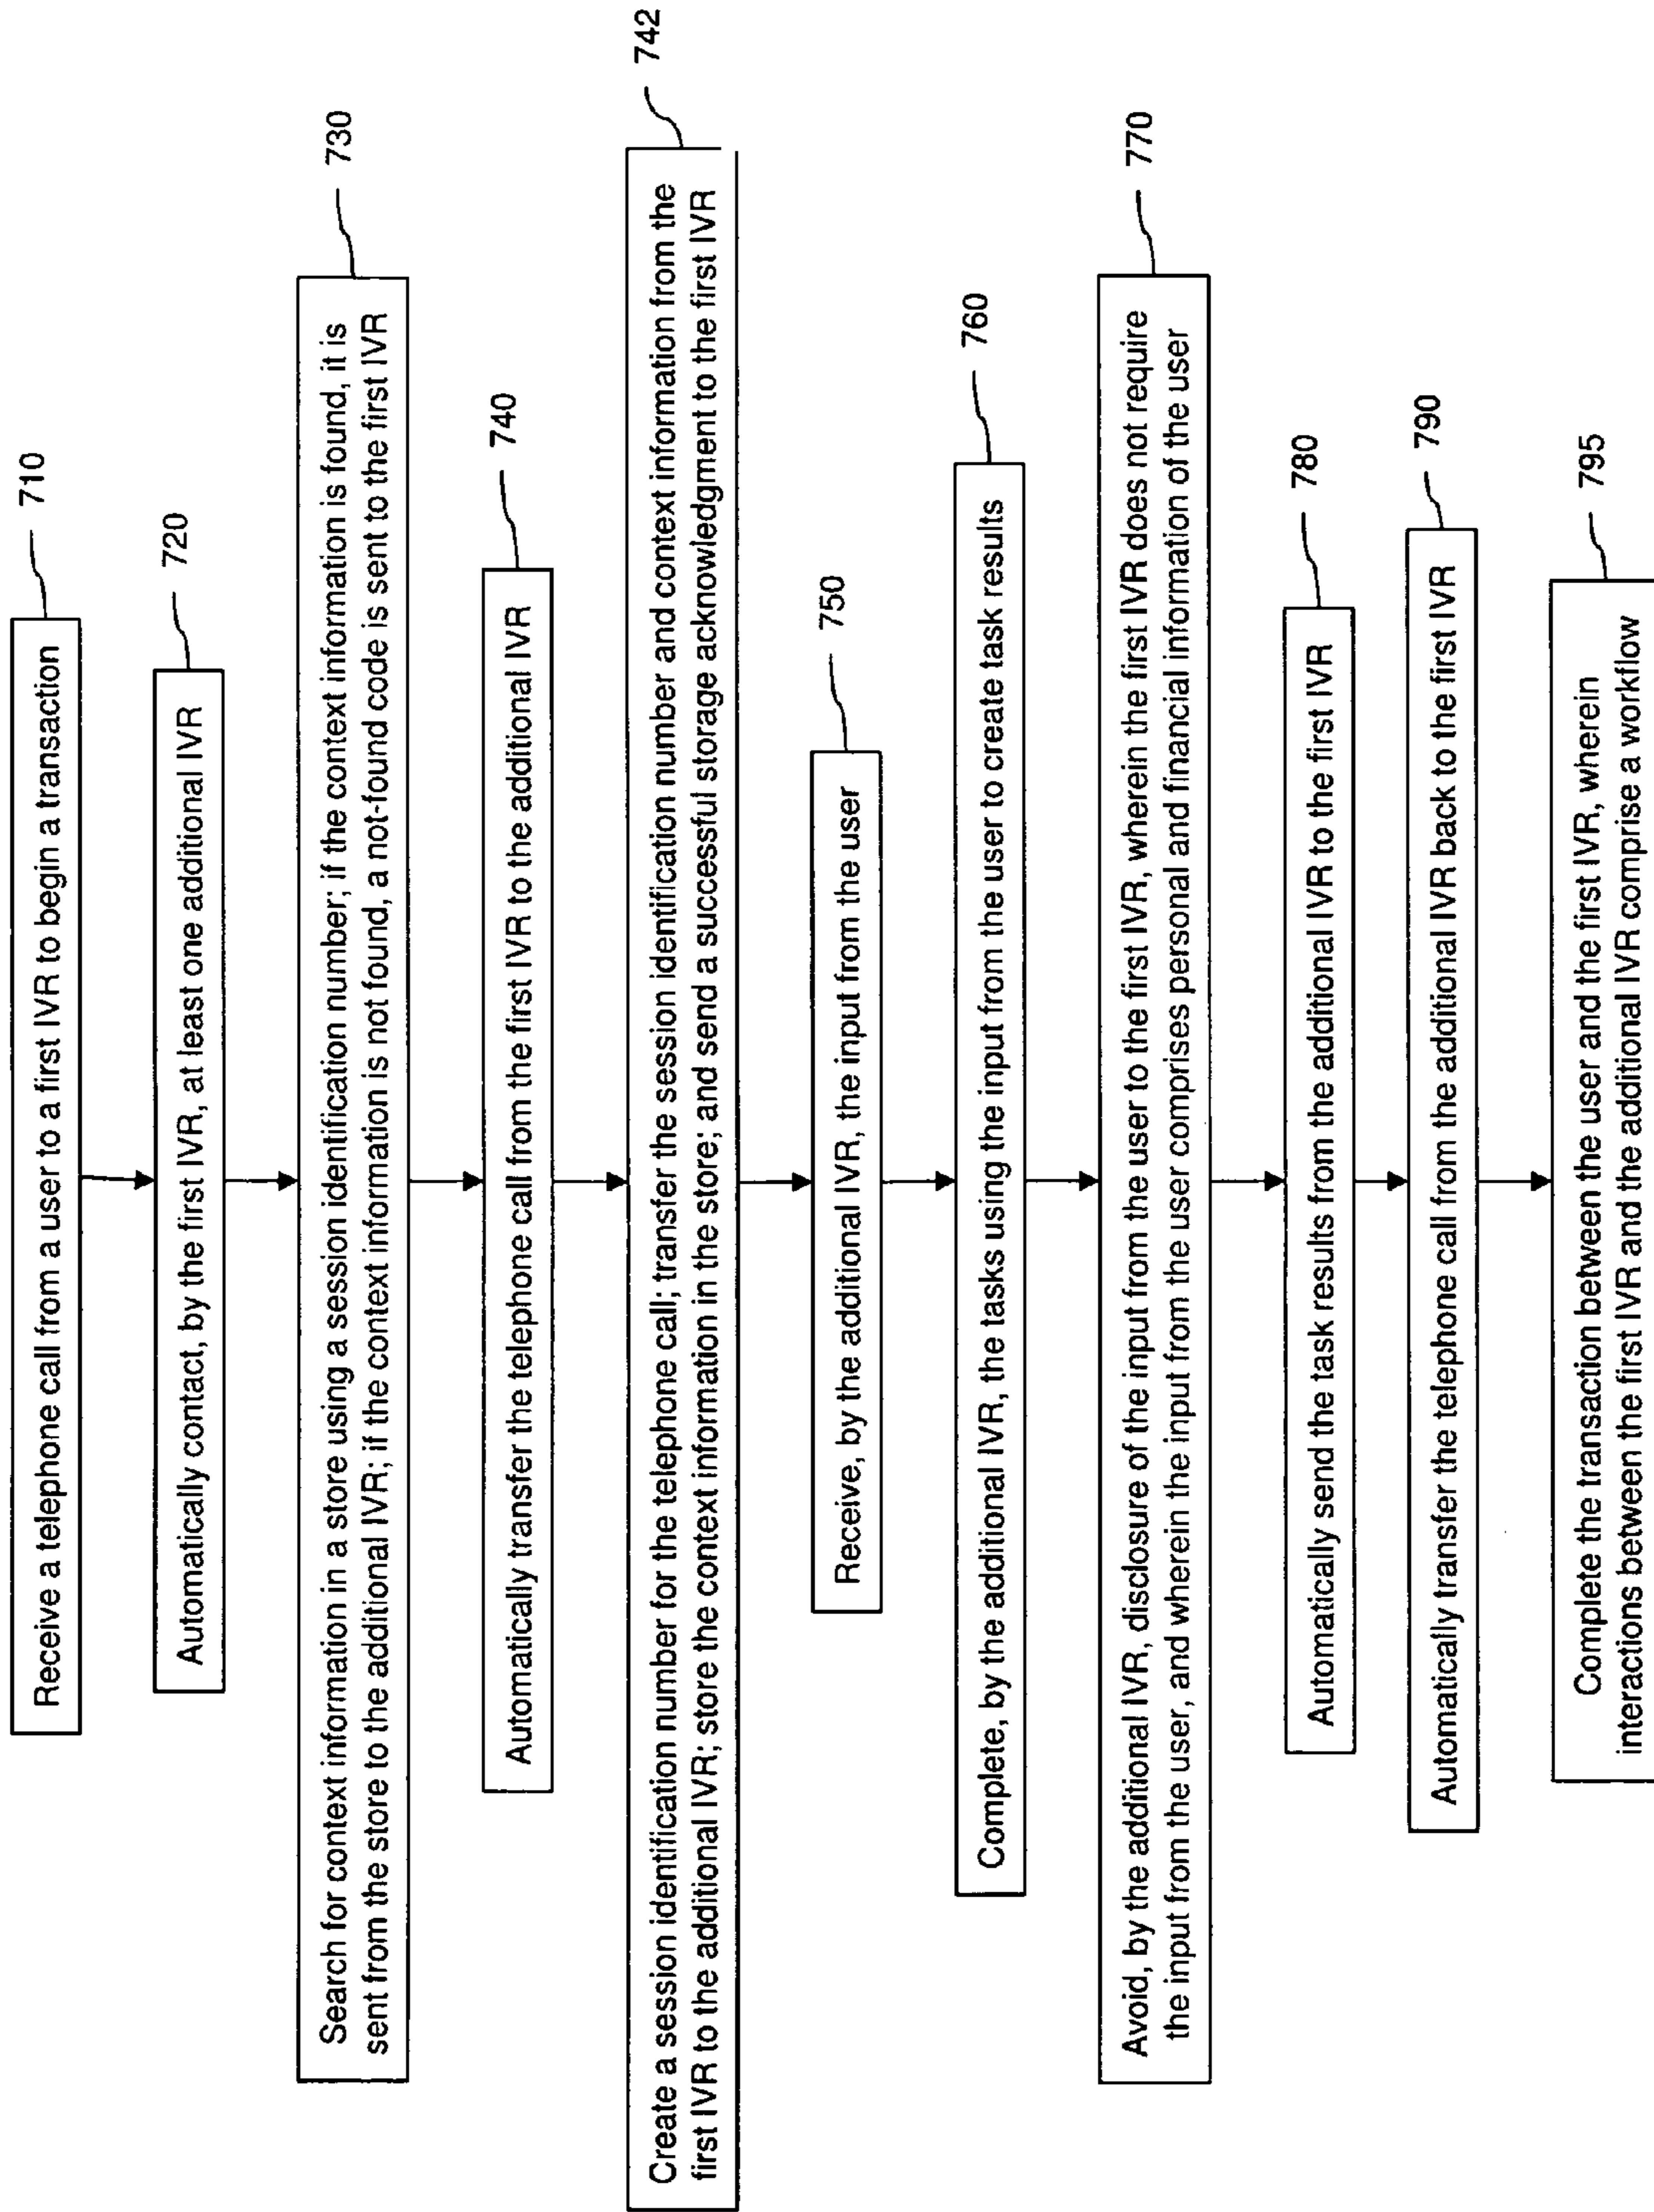 710
Receive a telephone call from a user to a first IVR to begin a transaction
720
Automatically contact, by the first IVR, at least one additional IVR
730
Search for context information in a store using a session identification number; if the context information is found, it is
sent from the store to the additional IVR; if the context information is not found, a not-found code is sent to the first IVR
740
Automatically transfer the telephone call from the first IVR to the additional IVR
742
Create a session identification number for the telephone call; transfer the session identification number and context information from the
first IVR to the additional IVR; store the context information in the store; and send a successful storage acknowledgment to the first IVR
750
Receive, by the additional IVR, the input from the user
760
Complete, by the additional IVR, the tasks using the input from the user to create task results
770
Avoid, by the additional IVR, disclosure of the input from the user to the first IVR, wherein the first IVR does not require
the input from the user, and wherein the input from the user comprises personal and financial information of the user
780
Automatically send the task results from the additional IVR to the first IVR
790
Automatically transfer the telephone call from the additional IVR back to the first IVR
795
Complete the transaction between the user and the first IVR, wherein
interactions between the first IVR and the additional IVR comprise a workflow